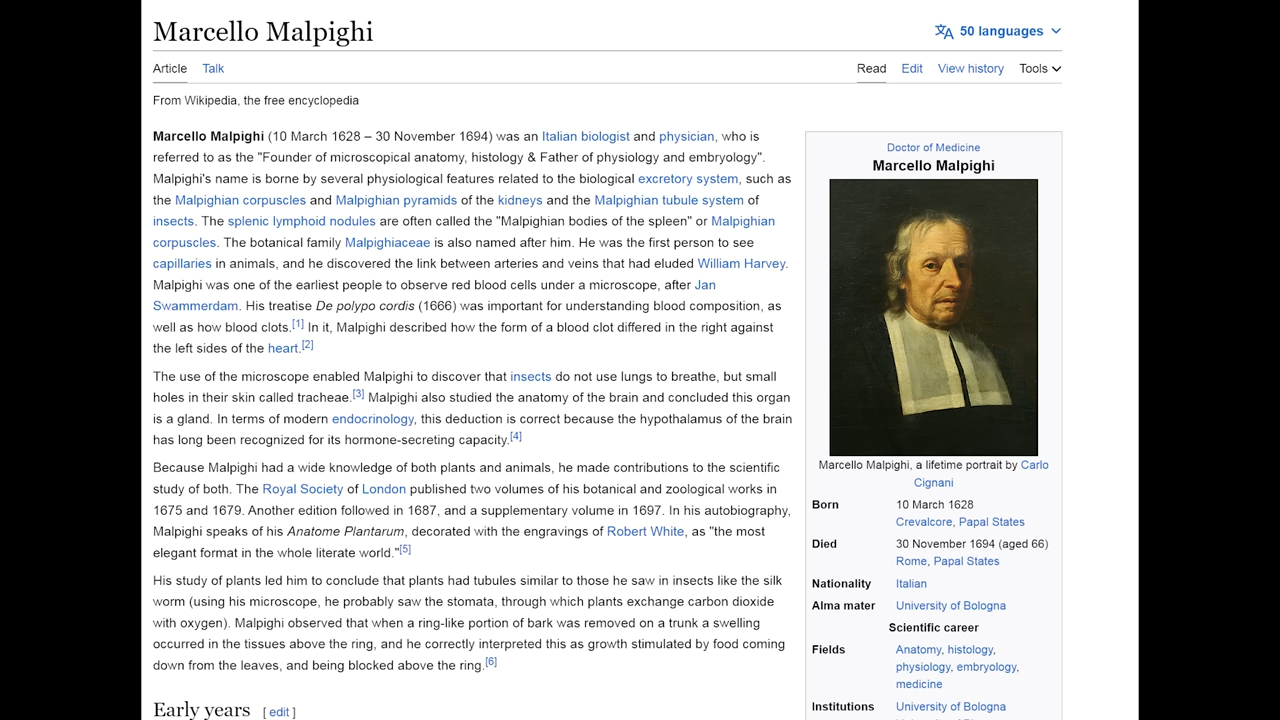 Marcello Malpighi
50 languages
Article Talk
Read Edit View history Tools
From Wikipedia, the free encyclopedia
Marcello Malpighi (10 March 1628 – 30 November 1694) was an Italian biologist and physician, who is
referred to as the "Founder of microscopical anatomy, histology & Father of physiology and embryology".
Malpighi's name is borne by several physiological features related to the biological excretory system, such as
the Malpighian corpuscles and Malpighian pyramids of the kidneys and the Malpighian tubule system of
insects. The splenic lymphoid nodules are often called the "Malpighian bodies of the spleen" or Malpighian
corpuscles. The botanical family Malpighiaceae is also named after him. He was the first person to see
capillaries in animals, and he discovered the link between arteries and veins that had eluded William Harvey.
Malpighi was one of the earliest people to observe red blood cells under a microscope, after Jan
Swammerdam. His treatise De polypo cordis (1666) was important for understanding blood composition, as
well as how blood clots.[1] In it, Malpighi described how the form of a blood clot differed in the right against
the left sides of the heart.[2]
The use of the microscope enabled Malpighi to discover that insects do not use lungs to breathe, but small
holes in their skin called tracheae.[3] Malpighi also studied the anatomy of the brain and concluded this organ
is a gland. In terms of modern endocrinology, this deduction is correct because the hypothalamus of the brain
has long been recognized for its hormone-secreting capacity.[4]
Because Malpighi had a wide knowledge of both plants and animals, he made contributions to the scientific
study of both. The Royal Society of London published two volumes of his botanical and zoological works in
1675 and 1679. Another edition followed in 1687, and a supplementary volume in 1697. In his autobiography,
Malpighi speaks of his Anatome Plantarum, decorated with the engravings of Robert White, as "the most
elegant format in the whole literate world."[5]
His study of plants led him to conclude that plants had tubules similar to those he saw in insects like the silk
worm (using his microscope, he probably saw the stomata, through which plants exchange carbon dioxide
with oxygen). Malpighi observed that when a ring-like portion of bark was removed on a trunk a swelling
occurred in the tissues above the ring, and he correctly interpreted this as growth stimulated by food coming
down from the leaves, and being blocked above the ring.[6]
Early years [ edit ]
Doctor of Medicine
Marcello Malpighi
Marcello Malpighi, a lifetime portrait by Carlo
Cignani
Born 10 March 1628
Crevalcore, Papal States
Died 30 November 1694 (aged 66)
Rome, Papal States
Nationality Italian
Alma mater University of Bologna
Scientific career
Fields Anatomy, histology,
physiology, embryology,
medicine
Institutions University of Bologna